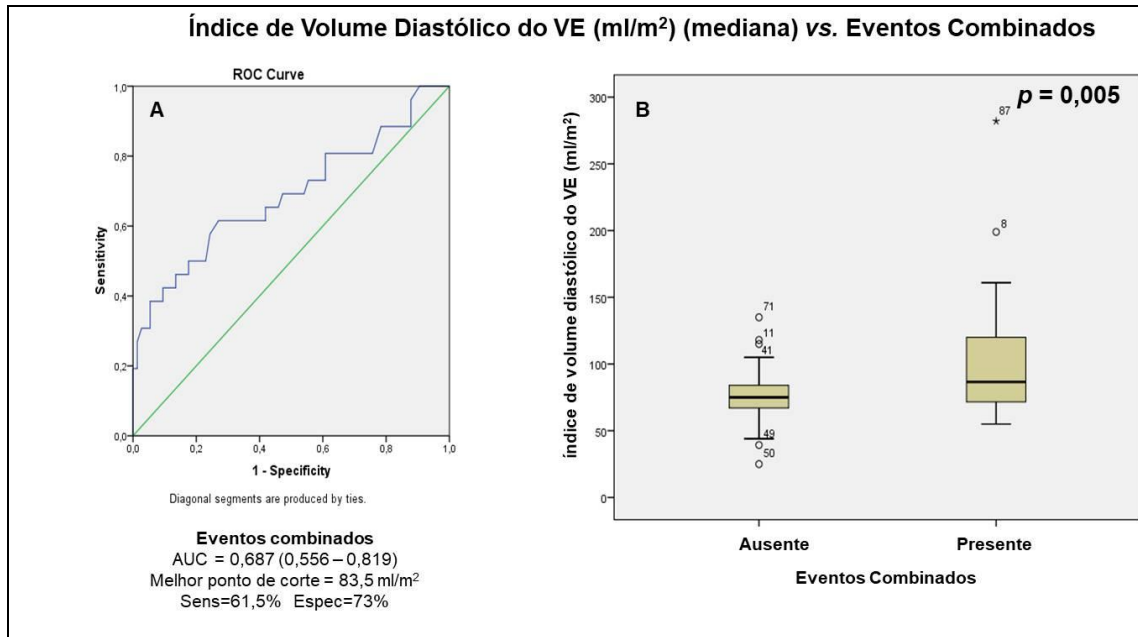 Índice de Volume Diastólico do VE (ml/m²) (mediana) vs. Eventos Combinados
ROC Curve
A
Sensitivity
1,0
0,8
0,6
0,4
0,2
0,0
0,0 0,2 0,4 0,6 0,8 1,0
1 - Specificity
Diagonal segments are produced by ties.
Eventos combinados
AUC = 0,687 (0,556 – 0,819)
Melhor ponto de corte = 83,5 ml/m²
Sens=61,5% Espec=73%
B
p = 0,005
índice de volume diastólico do VE (ml/m²)
300
250
200
150
100
50
0
71
11
41
49
50
87
8
Ausente Presente
Eventos Combinados